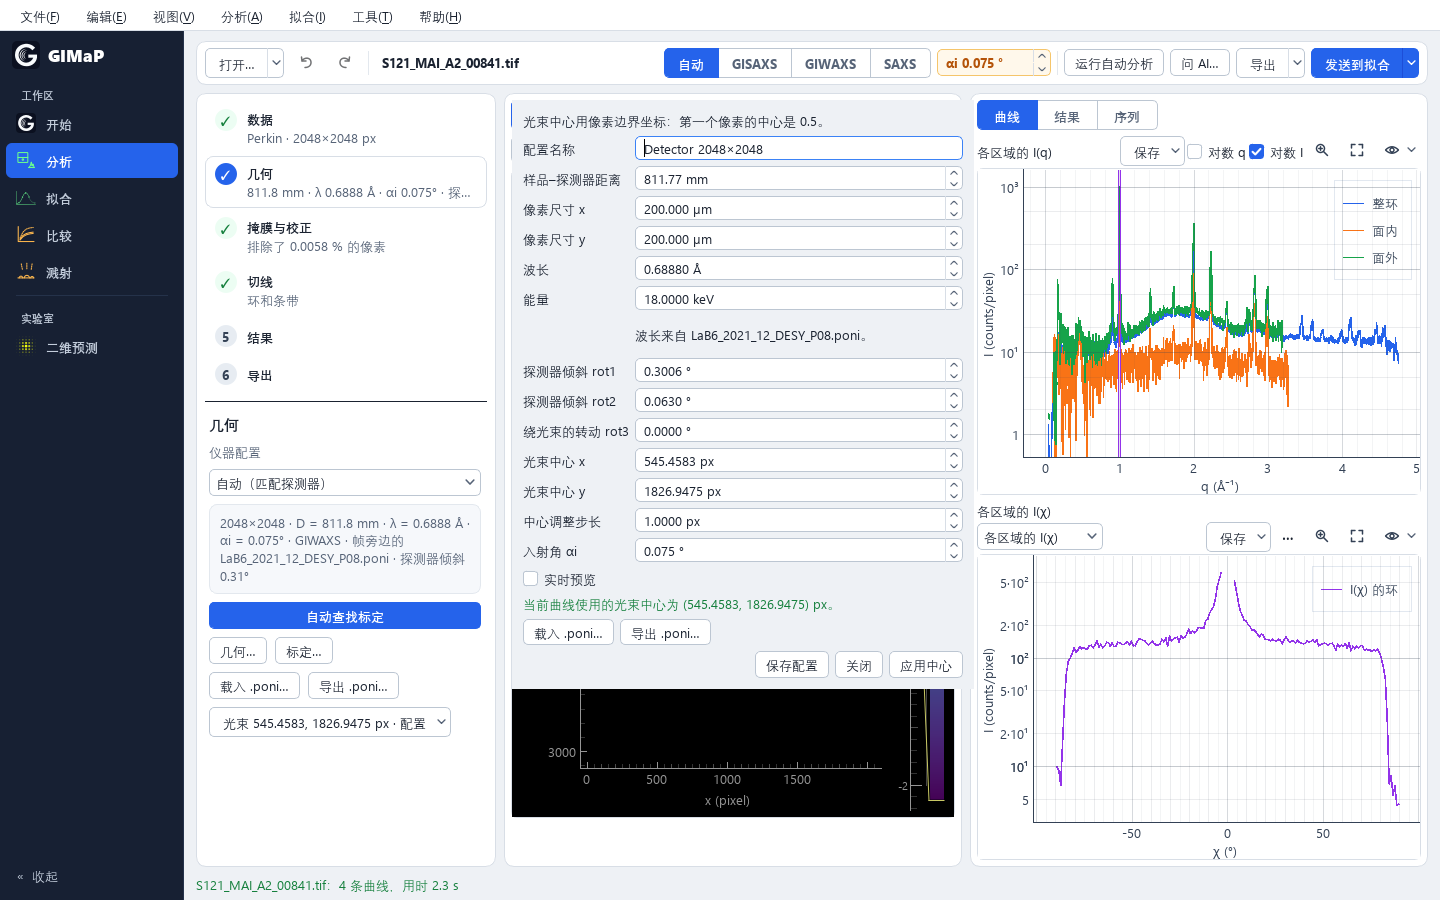 文件(F) 编辑(E) 视图(V) 分析(A) 拟合(I) 工具(T) 帮助(H)
GIMaP
工作区
开始
分析
拟合
比较
溅射
实验室
二维预测
« 收起
打开... S121_MAI_A2_00841.tif 自动 GISAXS GIWAXS SAXS αi 0.075 ° 运行自动分析 问 AI... 导出 发送到拟合
✓ 数据
Perkin · 2048×2048 px
✓ 几何
811.8 mm · λ 0.6888 Å · αi 0.075° · 探...
✓ 掩膜与校正
排除了 0.0058 % 的像素
✓ 切线
环和条带
5 结果
6 导出
几何
仪器配置
自动（匹配探测器）
2048×2048 · D = 811.8 mm · λ = 0.6888 Å ·
αi = 0.075° · GIWAXS · 帧旁边的
LaB6_2021_12_DESY_P08.poni · 探测器倾斜
0.31°
自动查找标定
几何... 标定...
载入 .poni... 导出 .poni...
光束 545.4583, 1826.9475 px · 配置
光束中心用像素边界坐标：第一个像素的中心是 0.5。
配置名称 Detector 2048×2048
样品–探测器距离 811.77 mm
像素尺寸 x 200.000 µm
像素尺寸 y 200.000 µm
波长 0.68880 Å
能量 18.0000 keV
波长来自 LaB6_2021_12_DESY_P08.poni。
探测器倾斜 rot1 0.3006 °
探测器倾斜 rot2 0.0630 °
绕光束的转动 rot3 0.0000 °
光束中心 x 545.4583 px
光束中心 y 1826.9475 px
中心调整步长 1.0000 px
入射角 αi 0.075 °
实时预览
当前曲线使用的光束中心为 (545.4583, 1826.9475) px。
载入 .poni... 导出 .poni...
保存配置 关闭 应用中心
3000
0 500 1000 1500
x (pixel)
-2
曲线 结果 序列
各区域的 I(q) 保存 对数 q 对数 I
整环
面内
面外
10³
10²
10¹
1
I (counts/pixel)
0 1 2 3 4 5
q (Å⁻¹)
各区域的 I(χ)
各区域的 I(χ) 保存 ...
I(χ) 的环
5·10²
2·10²
10²
5·10¹
2·10¹
10¹
5
I (counts/pixel)
-50 0 50
χ (°)
S121_MAI_A2_00841.tif：4 条曲线，用时 2.3 s